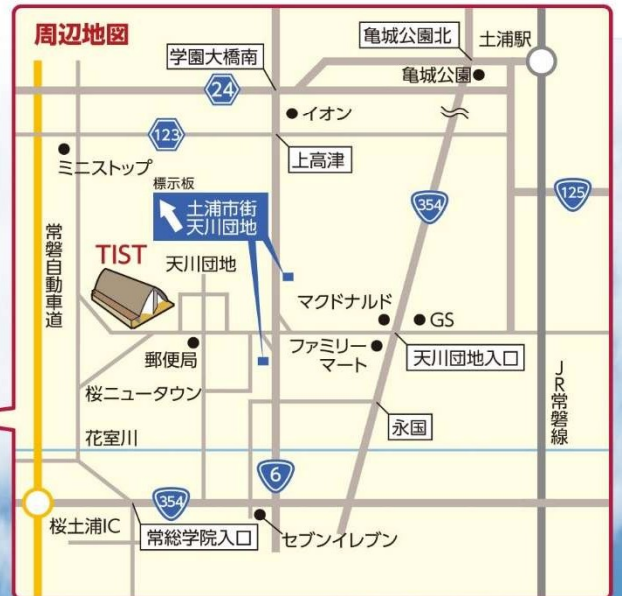 周辺地図
亀城公園北
土浦駅
学園大橋南
亀城公園
24
イオン
123
上高津
ミニストップ
標示板
土浦市街
天川団地
354
125
TIST
天川団地
常磐自動車道
マクドナルド
GS
郵便局
ファミリー
マート
天川団地入口
桜ニュータウン
JR常磐線
永国
花室川
6
354
桜土浦IC
常総学院入口
セブンイレブン